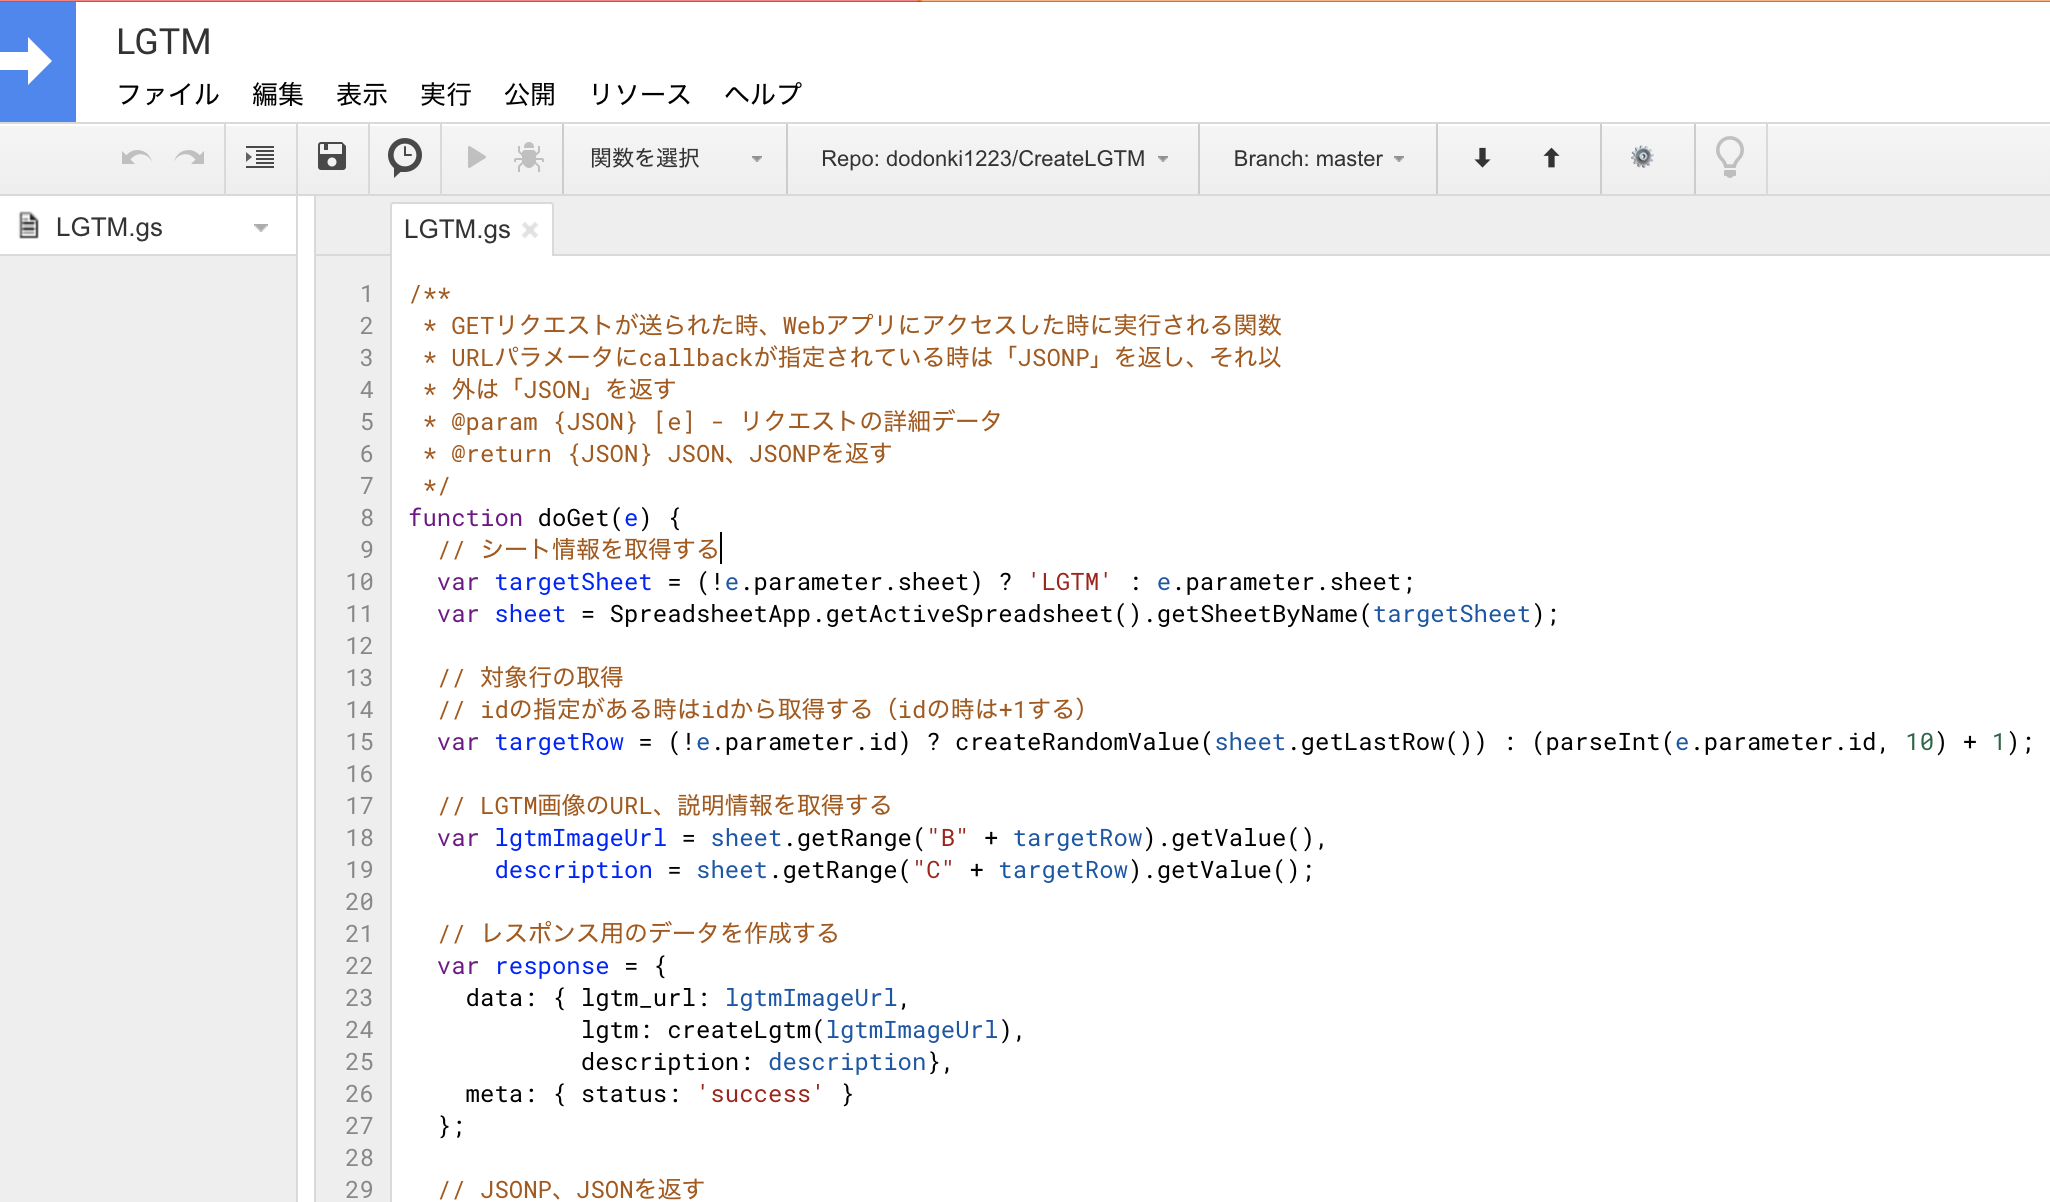 LGTM
ファイル 編集 表示 実行 公開 リソース ヘルプ
関数を選択 Repo: dodonki1223/CreateLGTM Branch: master
LGTM.gs
LGTM.gs
1 /**
2  * GETリクエストが送られた時、Webアプリにアクセスした時に実行される関数
3  * URLパラメータにcallbackが指定されている時は「JSONP」を返し、それ以
4  * 外は「JSON」を返す
5  * @param {JSON} [e] - リクエストの詳細データ
6  * @return {JSON} JSON、JSONPを返す
7  */
8 function doGet(e) {
9   // シート情報を取得する
10   var targetSheet = (!e.parameter.sheet) ? 'LGTM' : e.parameter.sheet;
11   var sheet = SpreadsheetApp.getActiveSpreadsheet().getSheetByName(targetSheet);
12
13   // 対象行の取得
14   // idの指定がある時はidから取得する（idの時は+1する）
15   var targetRow = (!e.parameter.id) ? createRandomValue(sheet.getLastRow()) : (parseInt(e.parameter.id, 10) + 1);
16
17   // LGTM画像のURL、説明情報を取得する
18   var lgtmImageUrl = sheet.getRange("B" + targetRow).getValue(),
19       description = sheet.getRange("C" + targetRow).getValue();
20
21   // レスポンス用のデータを作成する
22   var response = {
23     data: { lgtm_url: lgtmImageUrl,
24             lgtm: createLgtm(lgtmImageUrl),
25             description: description},
26     meta: { status: 'success' }
27   };
28
29   // JSONP、JSONを返す